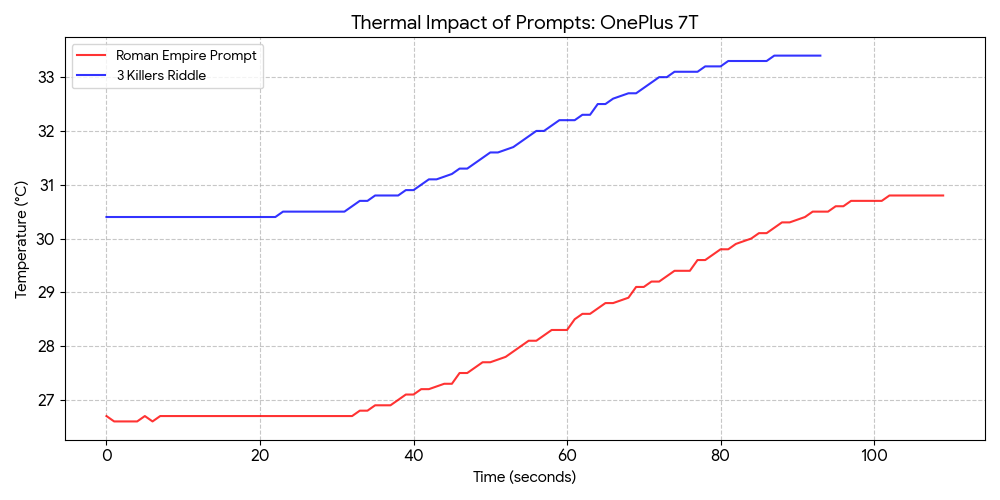 Thermal Impact of Prompts: OnePlus 7T
Roman Empire Prompt
3 Killers Riddle
Temperature (°C)
33
32
31
30
29
28
27
0 20 40 60 80 100
Time (seconds)